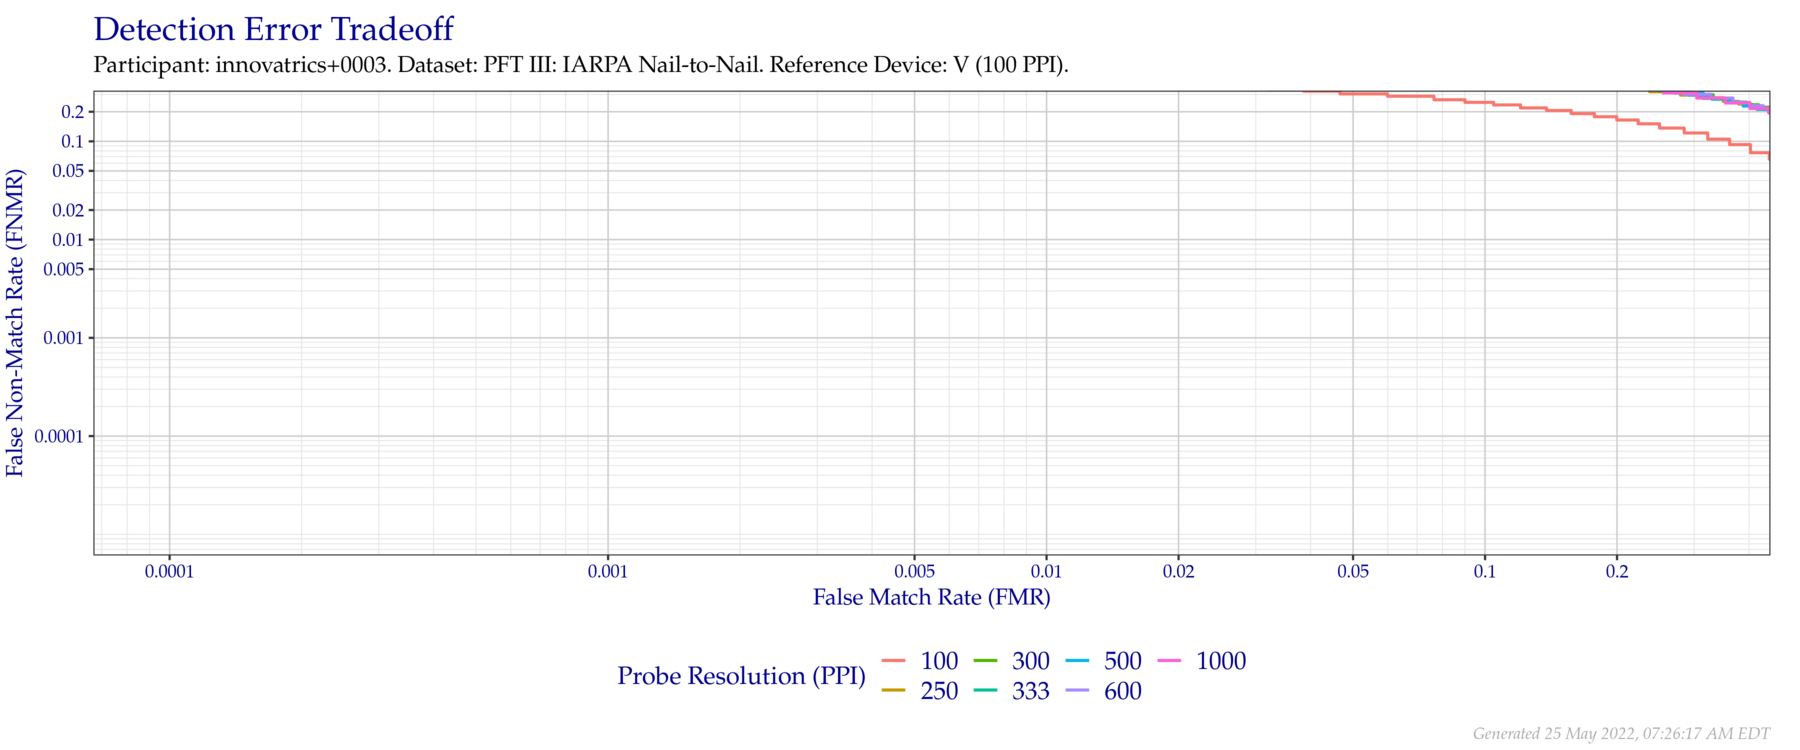 Detection Error Tradeoff
Participant: innovatrics+0003. Dataset: PFT III: IARPA Nail-to-Nail. Reference Device: V (100 PPI).
False Non-Match Rate (FNMR)
0.2
0.1
0.05
0.02
0.01
0.005
0.001
0.0001
0.0001 0.001 0.005 0.01 0.02 0.05 0.1 0.2
False Match Rate (FMR)
Probe Resolution (PPI)
100 300 500 1000
250 333 600
Generated 25 May 2022, 07:26:17 AM EDT